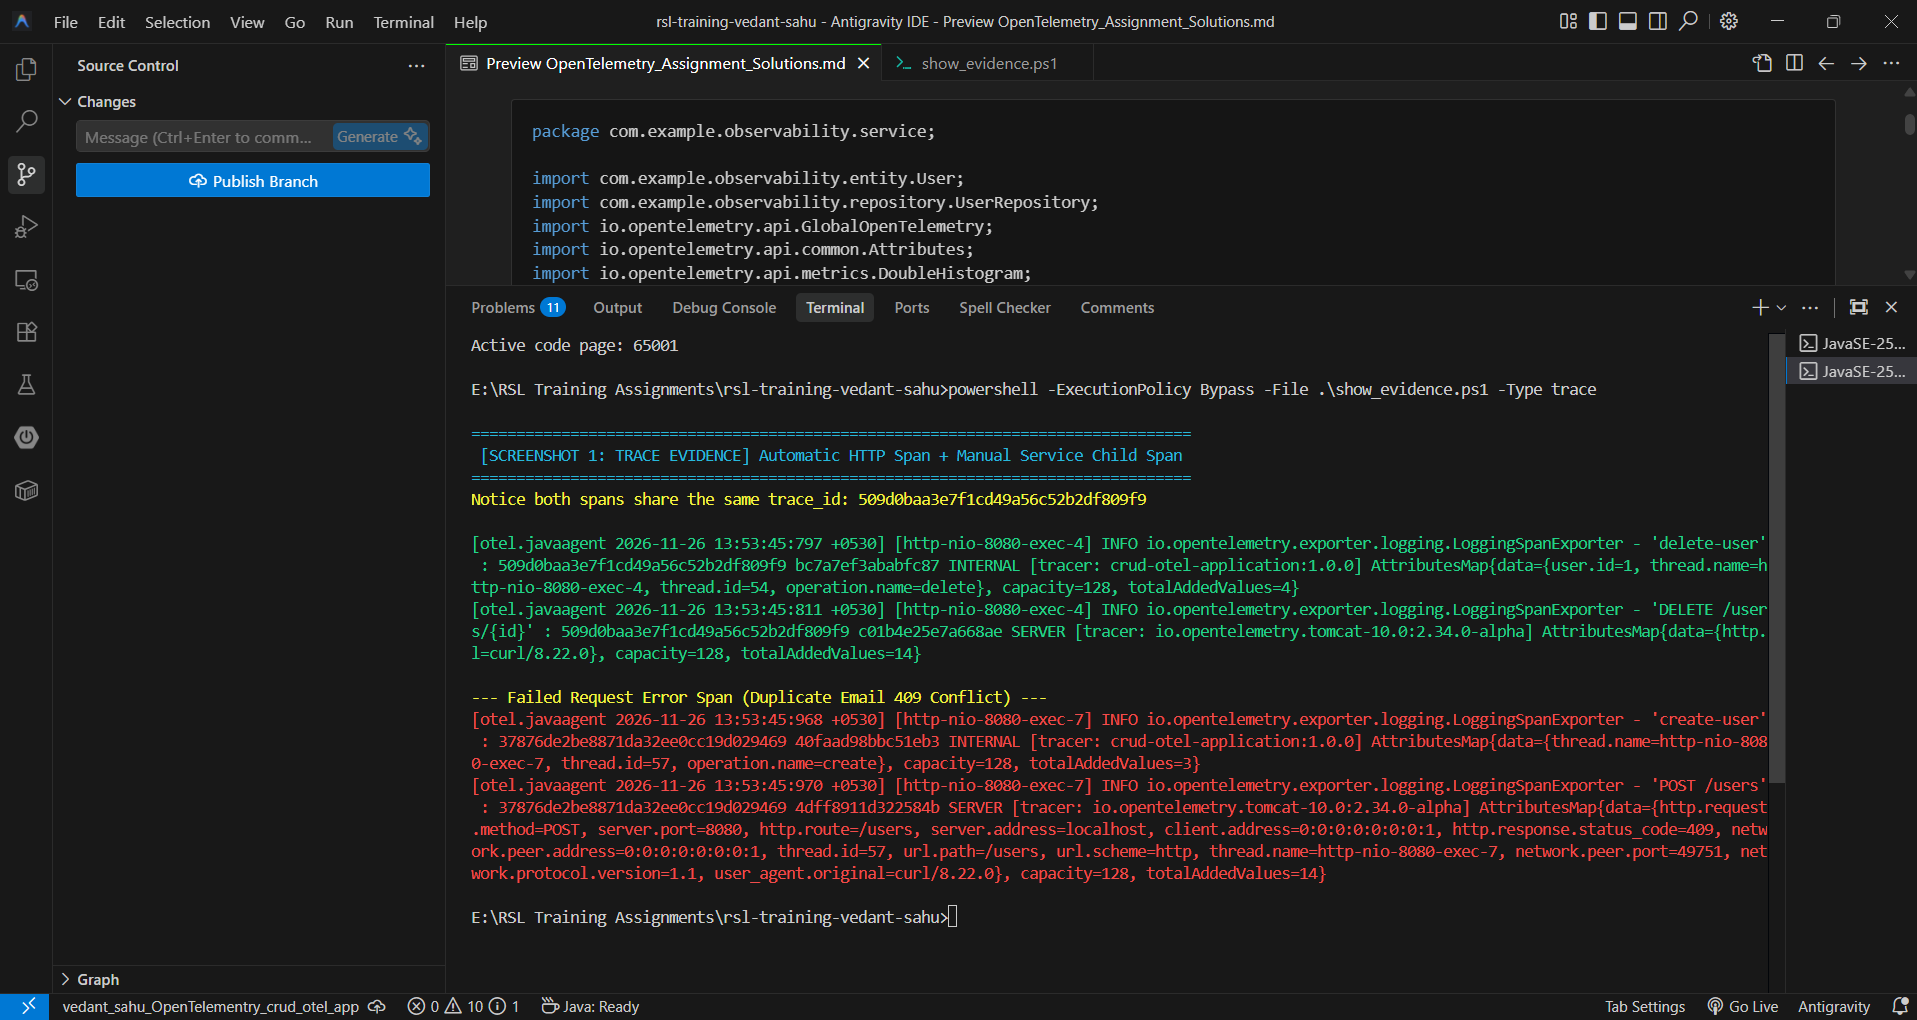 File Edit Selection View Go Run Terminal Help
rsl-training-vedant-sahu - Antigravity IDE - Preview OpenTelemetry_Assignment_Solutions.md
Source Control
Changes
Message (Ctrl+Enter to comm...
Generate
Publish Branch
Preview OpenTelemetry_Assignment_Solutions.md
show_evidence.ps1
package com.example.observability.service;
import com.example.observability.entity.User;
import com.example.observability.repository.UserRepository;
import io.opentelemetry.api.GlobalOpenTelemetry;
import io.opentelemetry.api.common.Attributes;
import io.opentelemetry.api.metrics.DoubleHistogram;
Problems 11 Output Debug Console Terminal Ports Spell Checker Comments
JavaSE-25...
JavaSE-25...
Active code page: 65001
E:\RSL Training Assignments\rsl-training-vedant-sahu>powershell -ExecutionPolicy Bypass -File .\show_evidence.ps1 -Type trace
================================================================================
[SCREENSHOT 1: TRACE EVIDENCE] Automatic HTTP Span + Manual Service Child Span
================================================================================
Notice both spans share the same trace_id: 509d0baa3e7f1cd49a56c52b2df809f9
[otel.javaagent 2026-11-26 13:53:45:797 +0530] [http-nio-8080-exec-4] INFO io.opentelemetry.exporter.logging.LoggingSpanExporter - 'delete-user'
: 509d0baa3e7f1cd49a56c52b2df809f9 bc7a7ef3ababfc87 INTERNAL [tracer: crud-otel-application:1.0.0] AttributesMap{data={user.id=1, thread.name=h
ttp-nio-8080-exec-4, thread.id=54, operation.name=delete}, capacity=128, totalAddedValues=4}
[otel.javaagent 2026-11-26 13:53:45:811 +0530] [http-nio-8080-exec-4] INFO io.opentelemetry.exporter.logging.LoggingSpanExporter - 'DELETE /user
s/{id}' : 509d0baa3e7f1cd49a56c52b2df809f9 c01b4e25e7a668ae SERVER [tracer: io.opentelemetry.tomcat-10.0:2.34.0-alpha] AttributesMap{data={http.
l=curl/8.22.0}, capacity=128, totalAddedValues=14}
--- Failed Request Error Span (Duplicate Email 409 Conflict) ---
[otel.javaagent 2026-11-26 13:53:45:968 +0530] [http-nio-8080-exec-7] INFO io.opentelemetry.exporter.logging.LoggingSpanExporter - 'create-user'
: 37876de2be8871da32ee0cc19d029469 40faad98bbc51eb3 INTERNAL [tracer: crud-otel-application:1.0.0] AttributesMap{data={thread.name=http-nio-808
0-exec-7, thread.id=57, operation.name=create}, capacity=128, totalAddedValues=3}
[otel.javaagent 2026-11-26 13:53:45:970 +0530] [http-nio-8080-exec-7] INFO io.opentelemetry.exporter.logging.LoggingSpanExporter - 'POST /users'
: 37876de2be8871da32ee0cc19d029469 4dff8911d322584b SERVER [tracer: io.opentelemetry.tomcat-10.0:2.34.0-alpha] AttributesMap{data={http.request
.method=POST, server.port=8080, http.route=/users, server.address=localhost, client.address=0:0:0:0:0:0:0:1, http.response.status_code=409, netw
ork.peer.address=0:0:0:0:0:0:0:1, thread.id=57, url.path=/users, url.scheme=http, thread.name=http-nio-8080-exec-7, network.peer.port=49751, net
work.protocol.version=1.1, user_agent.original=curl/8.22.0}, capacity=128, totalAddedValues=14}
E:\RSL Training Assignments\rsl-training-vedant-sahu>
Graph
vedant_sahu_OpenTelementry_crud_otel_app 0 10 1 Java: Ready
Tab Settings Go Live Antigravity